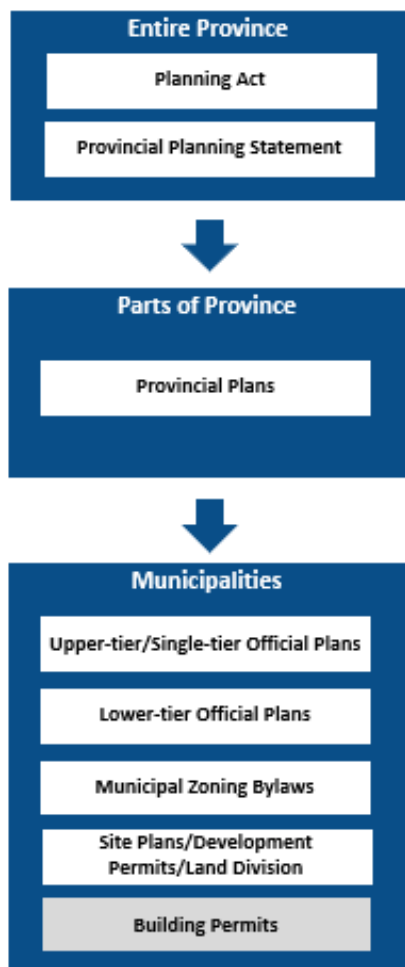 Entire Province
Planning Act
Provincial Planning Statement
Parts of Province
Provincial Plans
Municipalities
Upper-tier/Single-tier Official Plans
Lower-tier Official Plans
Municipal Zoning Bylaws
Site Plans/Development
Permits/Land Division
Building Permits